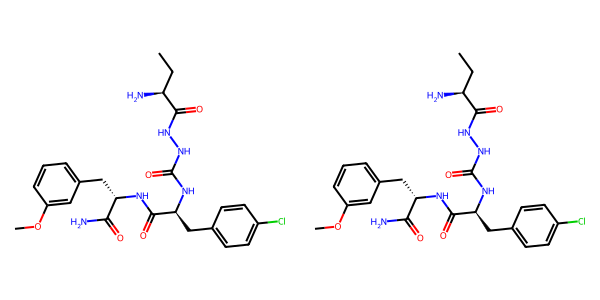 H₂N O H₂N O
HN HN
NH NH
O NH O NH
NH NH
H₂N H₂N
O O Cl O O Cl
O O